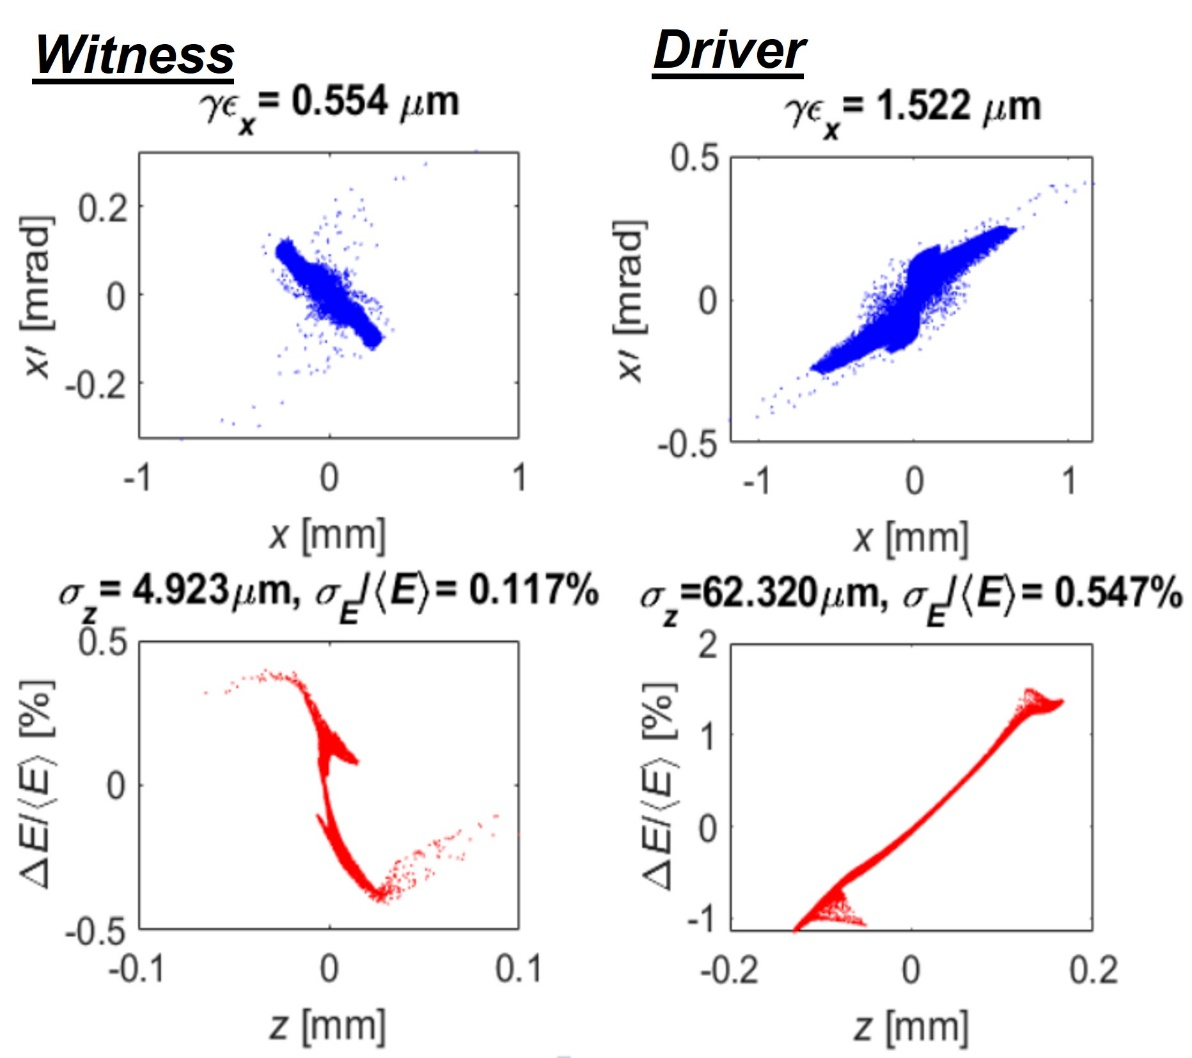 Witness
Driver
γϵx= 0.554 μm
γϵx= 1.522 μm
0.2
0
-0.2
x′ [mrad]
-1
0
1
x [mm]
0.5
0
-0.5
x′ [mrad]
-1
0
1
x [mm]
σz= 4.923μm, σE/⟨E⟩= 0.117%
σz=62.320μm, σE/⟨E⟩= 0.547%
0.5
0
-0.5
ΔE/⟨E⟩ [%]
-0.1
0
0.1
z [mm]
2
1
0
-1
ΔE/⟨E⟩ [%]
-0.2
0
0.2
z [mm]